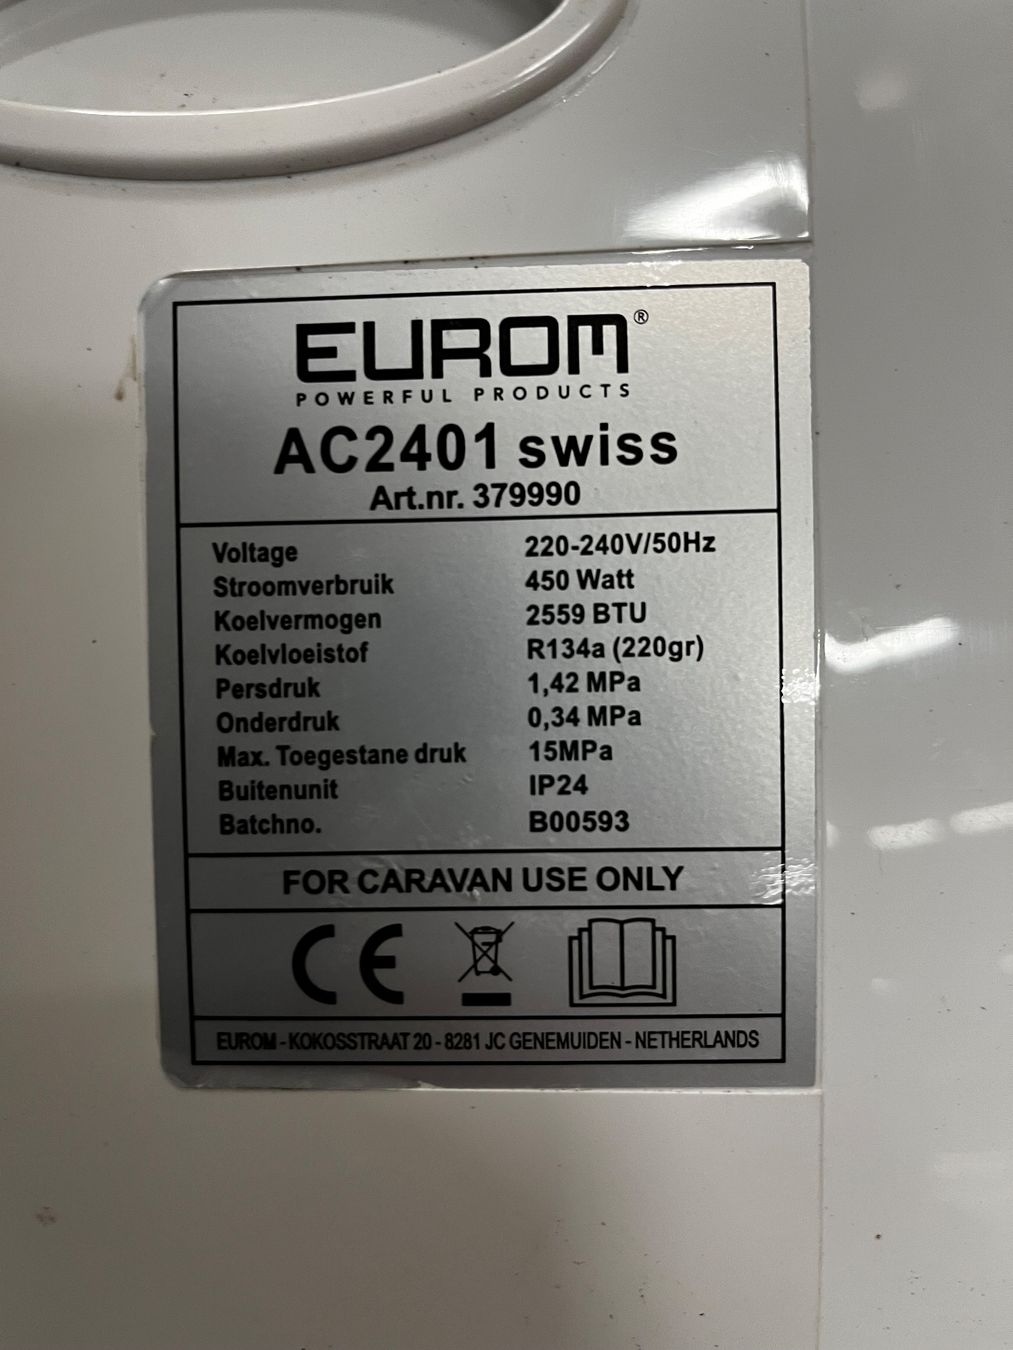 EUROM®
POWERFUL PRODUCTS
AC2401 swiss
Art.nr. 379990
Voltage 220-240V/50Hz
Stroomverbruik 450 Watt
Koelvermogen 2559 BTU
Koelvloeistof R134a (220gr)
Persdruk 1,42 MPa
Onderdruk 0,34 MPa
Max. Toegestane druk 15MPa
Buitenunit IP24
Batchno. B00593
FOR CARAVAN USE ONLY
CE
EUROM - KOKOSSTRAAT 20 - 8281 JC GENEMUIDEN - NETHERLANDS